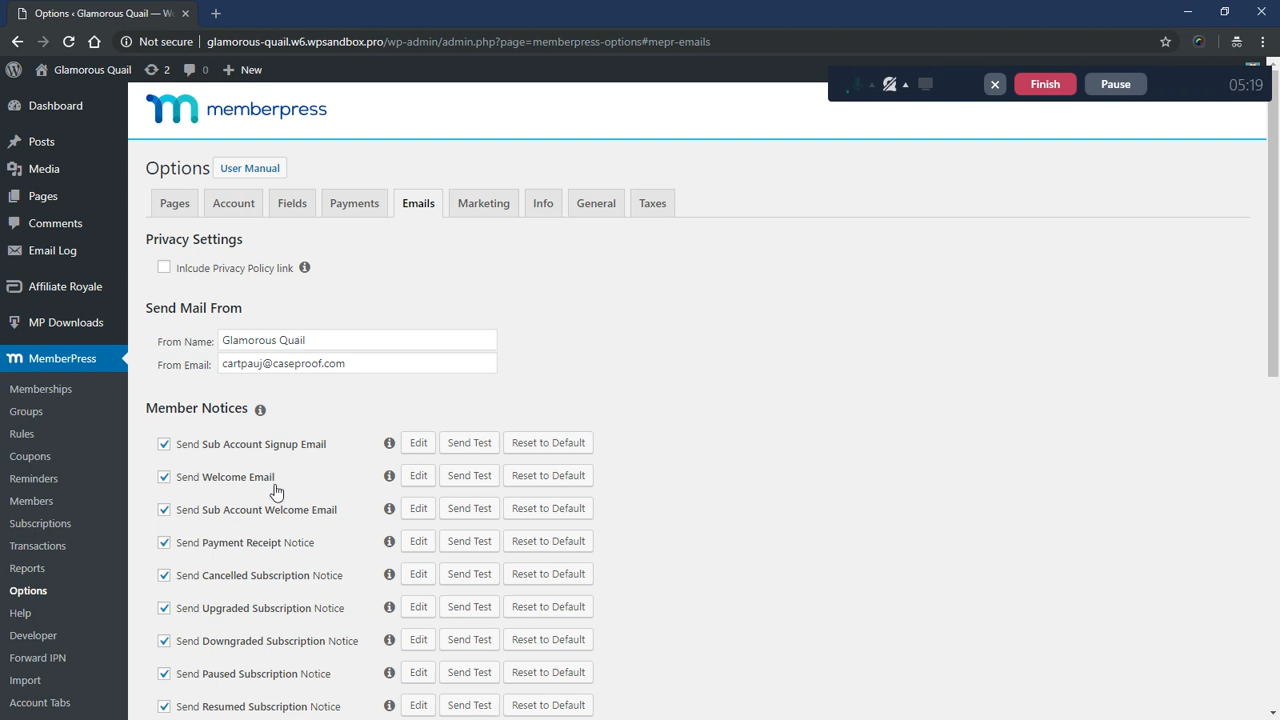 Options ‹ Glamorous Quail — W
Not secure | glamorous-quail.w6.wpsandbox.pro/wp-admin/admin.php?page=memberpress-options#mepr-emails
Glamorous Quail 2 0 New
Finish Pause 05:19
Dashboard
Posts
Media
Pages
Comments
Email Log
Affiliate Royale
MP Downloads
MemberPress
Memberships
Groups
Rules
Coupons
Reminders
Members
Subscriptions
Transactions
Reports
Options
Help
Developer
Forward IPN
Import
Account Tabs
memberpress
Options User Manual
Pages Account Fields Payments Emails Marketing Info General Taxes
Privacy Settings
Inlcude Privacy Policy link
Send Mail From
From Name: Glamorous Quail
From Email: cartpauj@caseproof.com
Member Notices
Send Sub Account Signup Email Edit Send Test Reset to Default
Send Welcome Email Edit Send Test Reset to Default
Send Sub Account Welcome Email Edit Send Test Reset to Default
Send Payment Receipt Notice Edit Send Test Reset to Default
Send Cancelled Subscription Notice Edit Send Test Reset to Default
Send Upgraded Subscription Notice Edit Send Test Reset to Default
Send Downgraded Subscription Notice Edit Send Test Reset to Default
Send Paused Subscription Notice Edit Send Test Reset to Default
Send Resumed Subscription Notice Edit Send Test Reset to Default